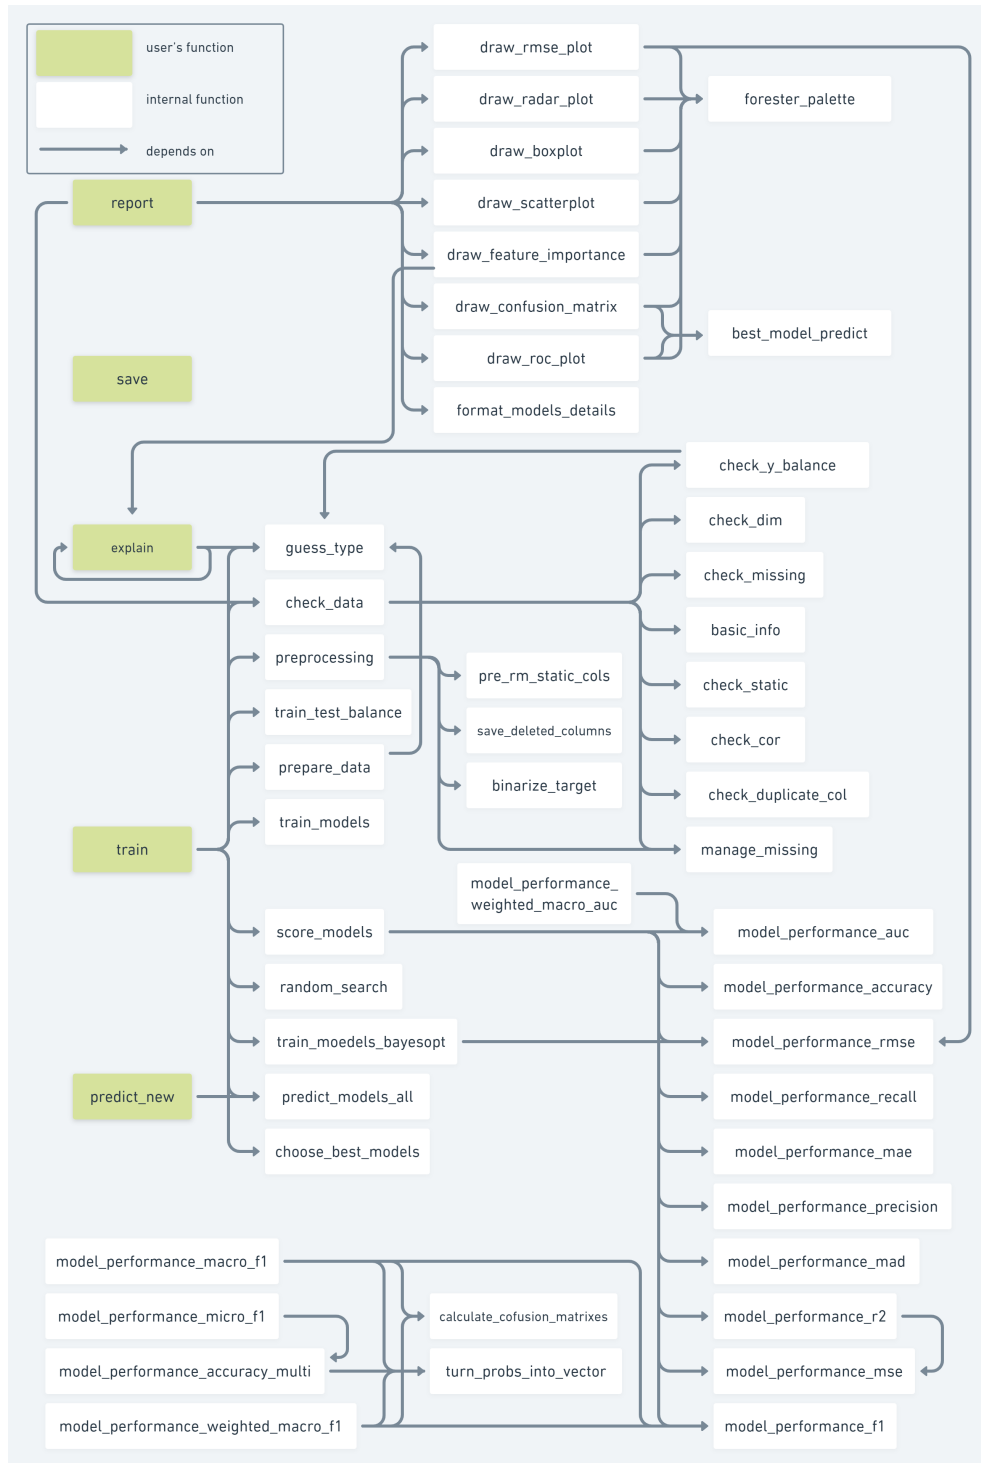 user's function
internal function
depends on
draw_rmse_plot
draw_radar_plot
forester_palette
draw_boxplot
report
draw_scatterplot
draw_feature_importance
draw_confusion_matrix
best_model_predict
draw_roc_plot
save
format_models_details
check_y_balance
check_dim
explain
guess_type
check_missing
check_data
basic_info
preprocessing
pre_rm_static_cols
check_static
train_test_balance
save_deleted_columns
check_cor
prepare_data
binarize_target
check_duplicate_col
train_models
train
manage_missing
model_performance_
weighted_macro_auc
score_models
model_performance_auc
random_search
model_performance_accuracy
train_moedels_bayesopt
model_performance_rmse
predict_new
predict_models_all
model_performance_recall
choose_best_models
model_performance_mae
model_performance_precision
model_performance_macro_f1
model_performance_mad
model_performance_micro_f1
calculate_cofusion_matrixes
model_performance_r2
model_performance_accuracy_multi
turn_probs_into_vector
model_performance_mse
model_performance_weighted_macro_f1
model_performance_f1